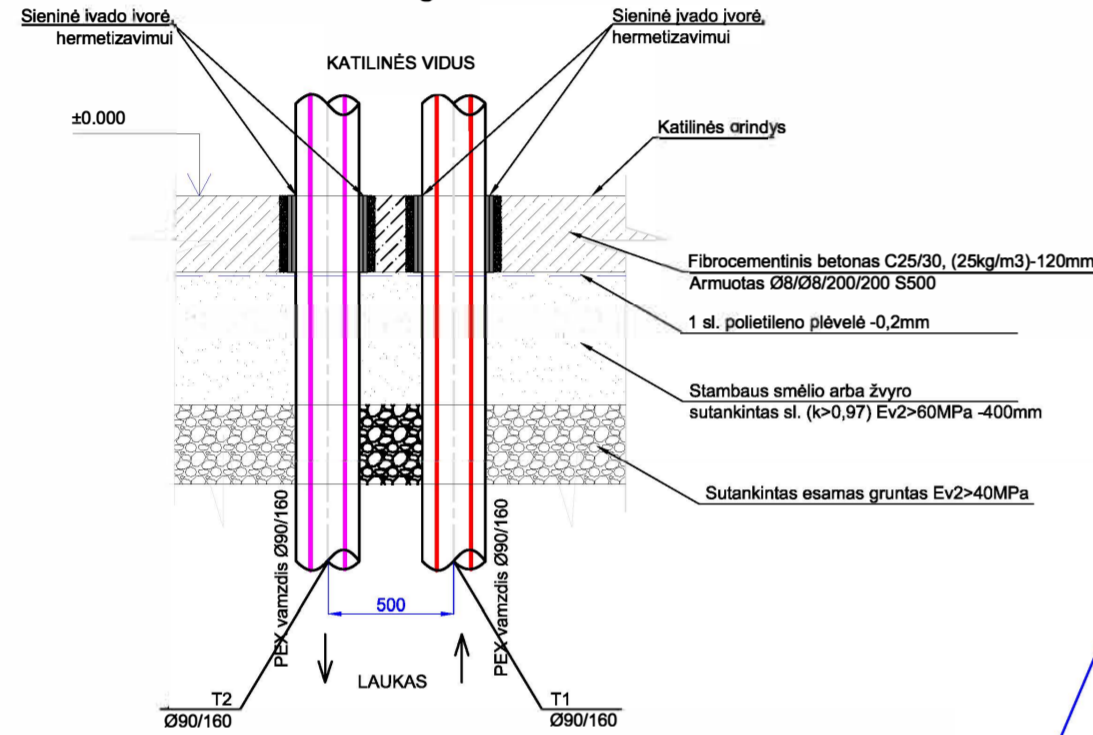 Sieninė ivado ivorė,
hermetizavimui
Sieninė įvado įvorė,
hermetizavimui
KATILINĖS VIDUS
±0.000
Katilinės grindys
Fibrocementinis betonas C25/30, (25kg/m3)-120mm
Armuotas Ø8/Ø8/200/200 S500
1 sl. polietileno plėvelė -0,2mm
Stambaus smėlio arba žvyro
sutankintas sl. (k>0,97) Ev2>60MPa -400mm
Sutankintas esamas gruntas Ev2>40MPa
PEX vamzdis Ø90/160
PEX vamzdis Ø90/160
500
LAUKAS
T2
Ø90/160
T1
Ø90/160